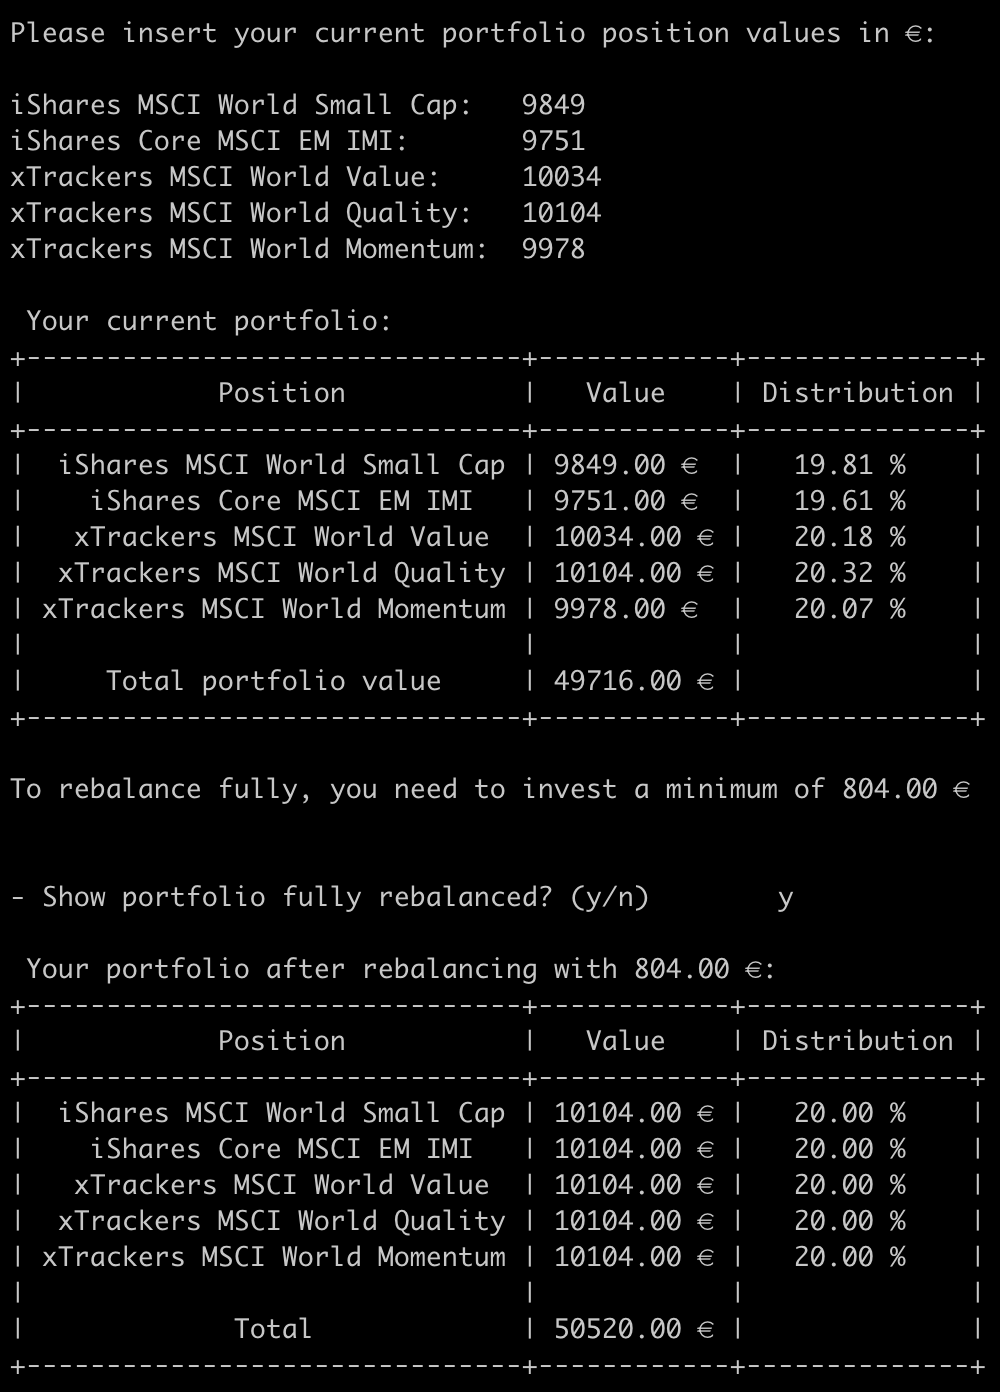 Please insert your current portfolio position values in €:

iShares MSCI World Small Cap:   9849
iShares Core MSCI EM IMI:       9751
xTrackers MSCI World Value:     10034
xTrackers MSCI World Quality:   10104
xTrackers MSCI World Momentum:  9978

 Your current portfolio:
+-------------------------------+------------+--------------+
|            Position           |   Value    | Distribution |
+-------------------------------+------------+--------------+
|  iShares MSCI World Small Cap | 9849.00 €  |   19.81 %    |
|    iShares Core MSCI EM IMI   | 9751.00 €  |   19.61 %    |
|   xTrackers MSCI World Value  | 10034.00 € |   20.18 %    |
|  xTrackers MSCI World Quality | 10104.00 € |   20.32 %    |
| xTrackers MSCI World Momentum | 9978.00 €  |   20.07 %    |
|                               |            |              |
|     Total portfolio value     | 49716.00 € |              |
+-------------------------------+------------+--------------+

To rebalance fully, you need to invest a minimum of 804.00 €


- Show portfolio fully rebalanced? (y/n)        y

 Your portfolio after rebalancing with 804.00 €:
+-------------------------------+------------+--------------+
|            Position           |   Value    | Distribution |
+-------------------------------+------------+--------------+
|  iShares MSCI World Small Cap | 10104.00 € |   20.00 %    |
|    iShares Core MSCI EM IMI   | 10104.00 € |   20.00 %    |
|   xTrackers MSCI World Value  | 10104.00 € |   20.00 %    |
|  xTrackers MSCI World Quality | 10104.00 € |   20.00 %    |
| xTrackers MSCI World Momentum | 10104.00 € |   20.00 %    |
|                               |            |              |
|             Total             | 50520.00 € |              |
+-------------------------------+------------+--------------+